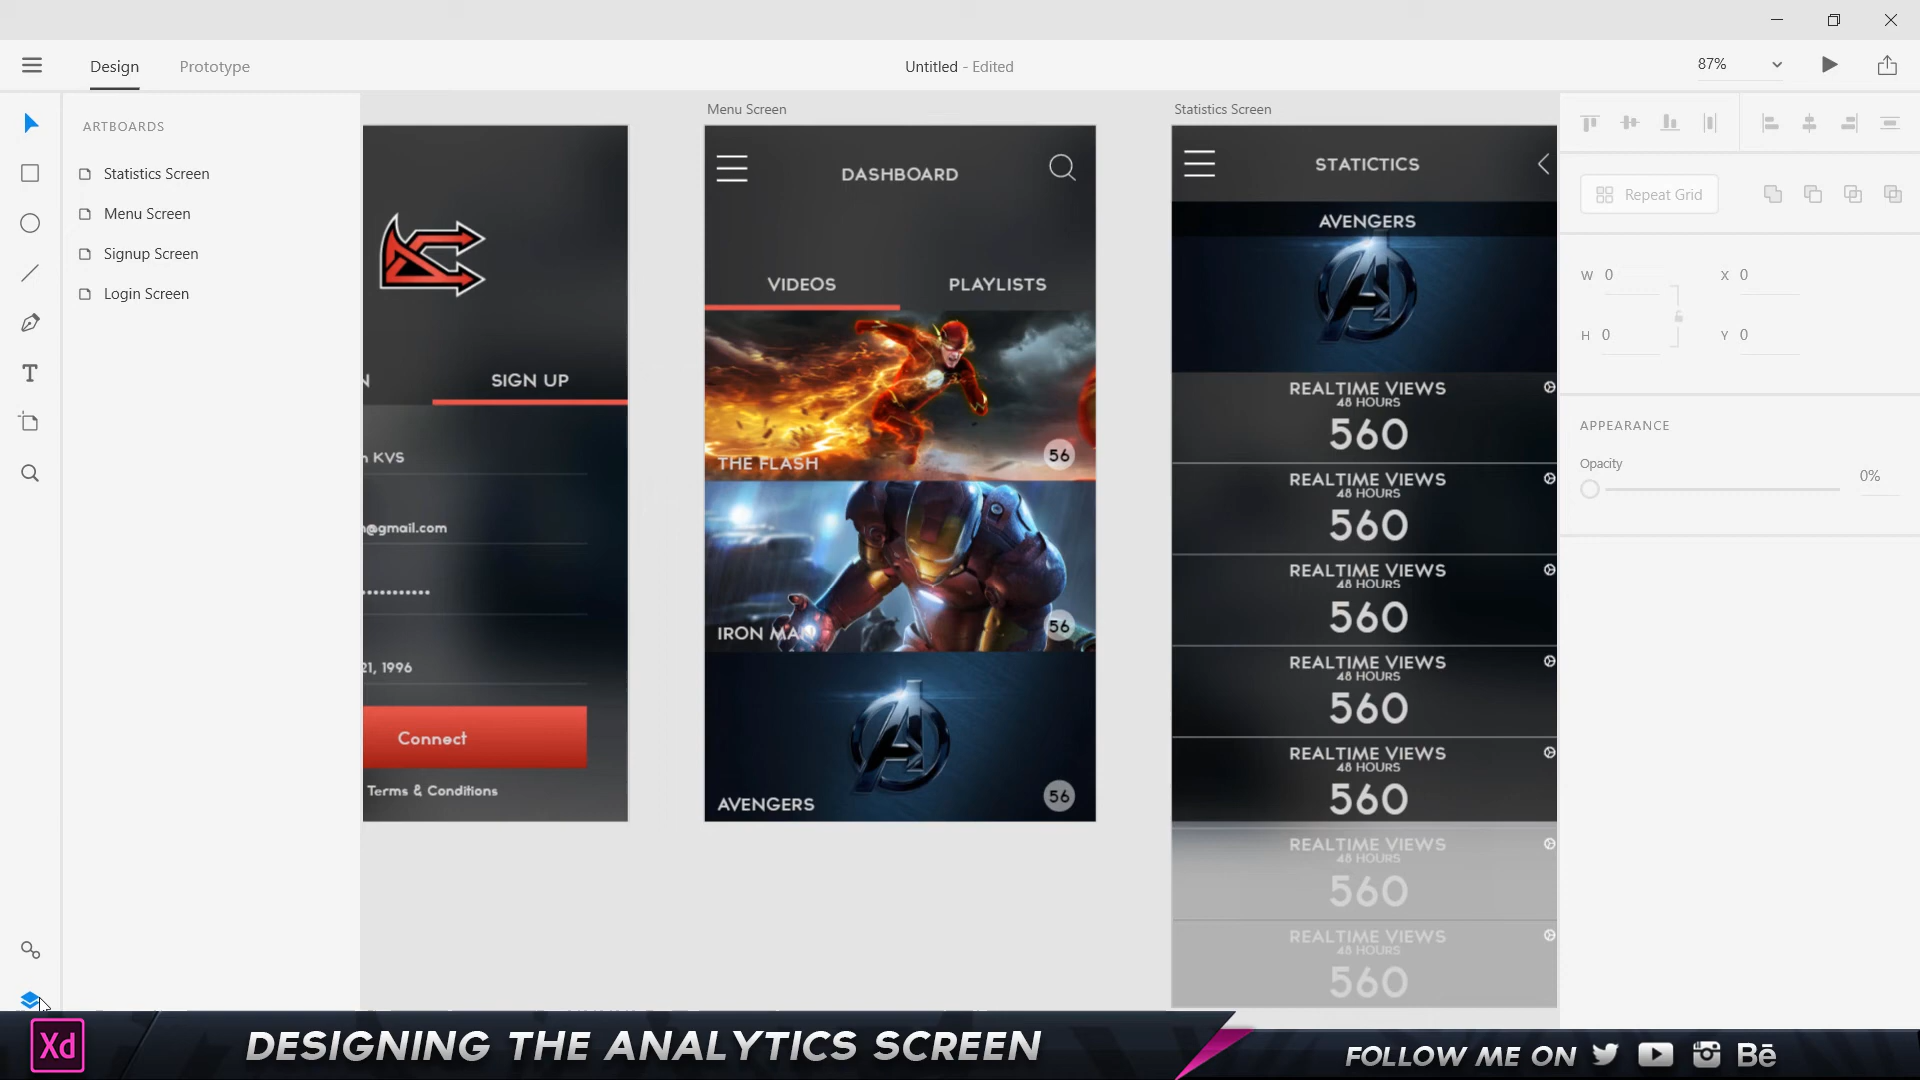 Design
Prototype
Untitled - Edited
87%
ARTBOARDS
Statistics Screen
Menu Screen
Signup Screen
Login Screen
SIGN UP
KVS
@gmail.com
21, 1996
Connect
Terms & Conditions
Menu Screen
DASHBOARD
VIDEOS
PLAYLISTS
THE FLASH
56
IRON MAN
56
AVENGERS
56
Statistics Screen
STATICTICS
AVENGERS
REALTIME VIEWS
48 HOURS
560
REALTIME VIEWS
48 HOURS
560
REALTIME VIEWS
48 HOURS
560
REALTIME VIEWS
48 HOURS
560
REALTIME VIEWS
48 HOURS
560
REALTIME VIEWS
48 HOURS
560
REALTIME VIEWS
48 HOURS
560
Repeat Grid
W 0
X 0
H 0
Y 0
APPEARANCE
Opacity
0%
Xd
DESIGNING THE ANALYTICS SCREEN
FOLLOW ME ON
Bē